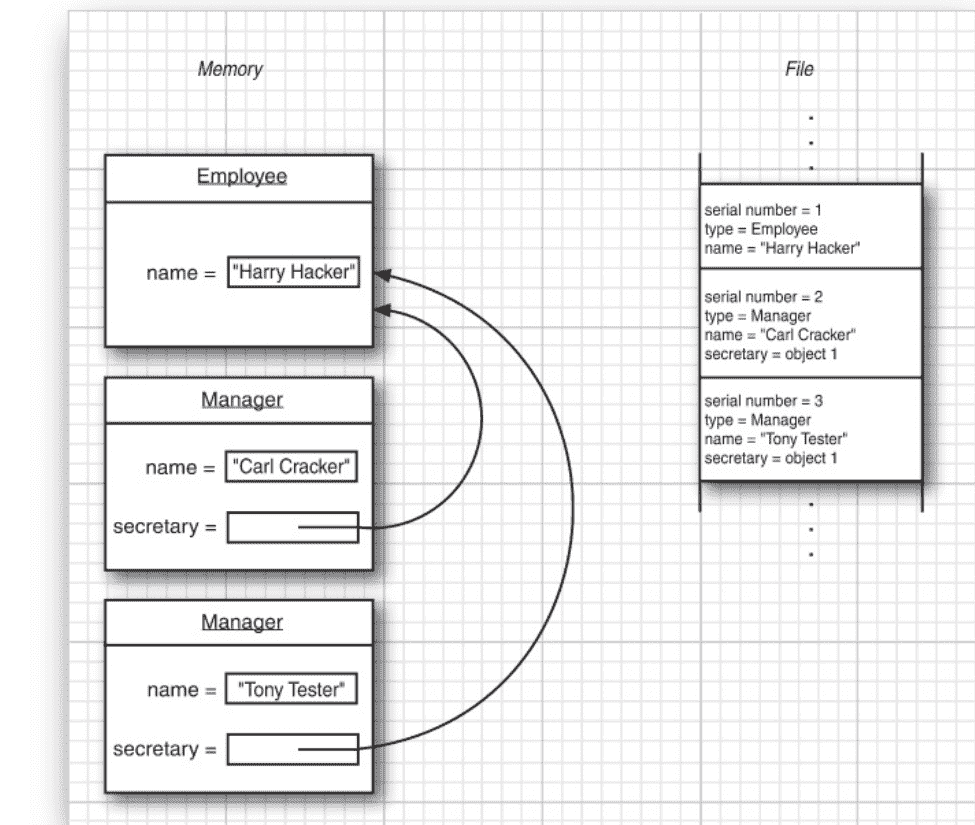 Memory
File
Employee
name = "Harry Hacker"
Manager
name = "Carl Cracker"
secretary =
Manager
name = "Tony Tester"
secretary =
serial number = 1
type = Employee
name = "Harry Hacker"
serial number = 2
type = Manager
name = "Carl Cracker"
secretary = object 1
serial number = 3
type = Manager
name = "Tony Tester"
secretary = object 1